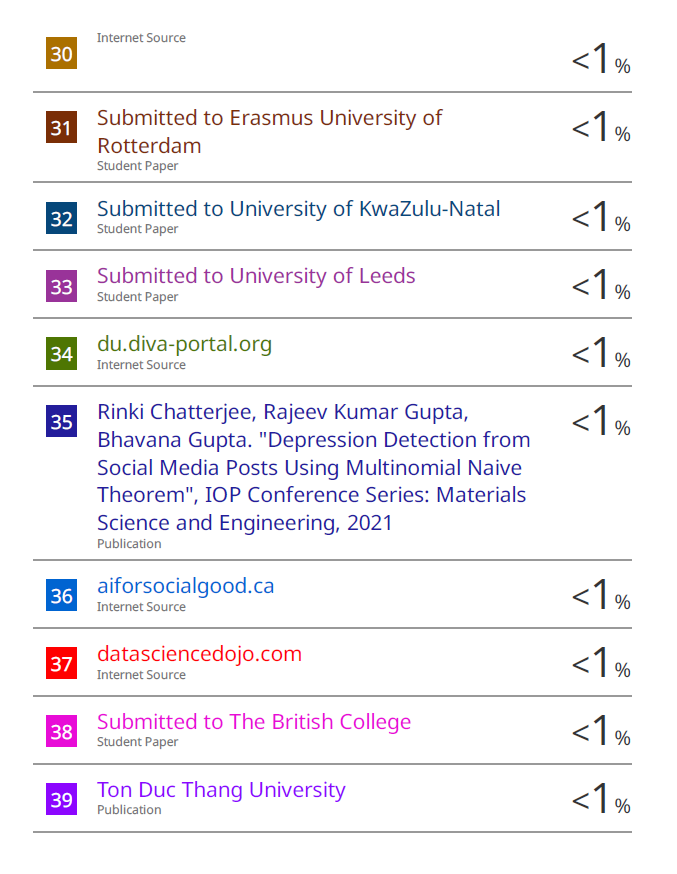 30
Internet Source
<1%
31
Submitted to Erasmus University of
Rotterdam
Student Paper
<1%
32
Submitted to University of KwaZulu-Natal
Student Paper
<1%
33
Submitted to University of Leeds
Student Paper
<1%
34
du.diva-portal.org
Internet Source
<1%
35
Rinki Chatterjee, Rajeev Kumar Gupta,
Bhavana Gupta. "Depression Detection from
Social Media Posts Using Multinomial Naive
Theorem", IOP Conference Series: Materials
Science and Engineering, 2021
Publication
<1%
36
aiforsocialgood.ca
Internet Source
<1%
37
datasciencedojo.com
Internet Source
<1%
38
Submitted to The British College
Student Paper
<1%
39
Ton Duc Thang University
Publication
<1%